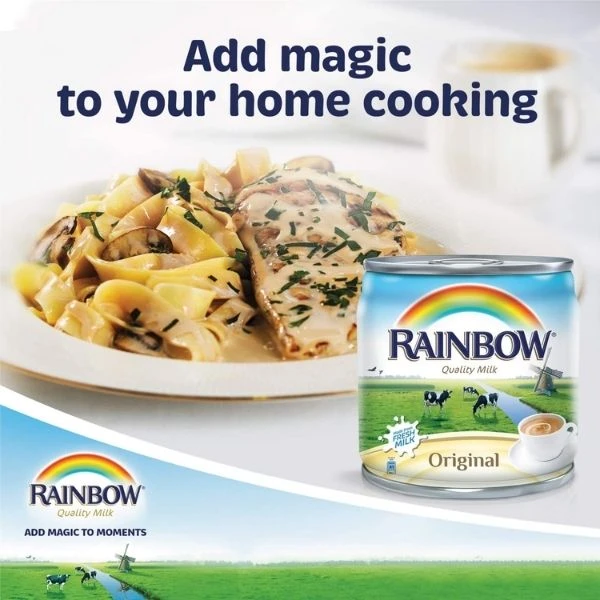 Add magic
to your home cooking
RAINBOW
Quality Milk
FRESH
MILK
Original
RAINBOW
Quality Milk
ADD MAGIC TO MOMENTS